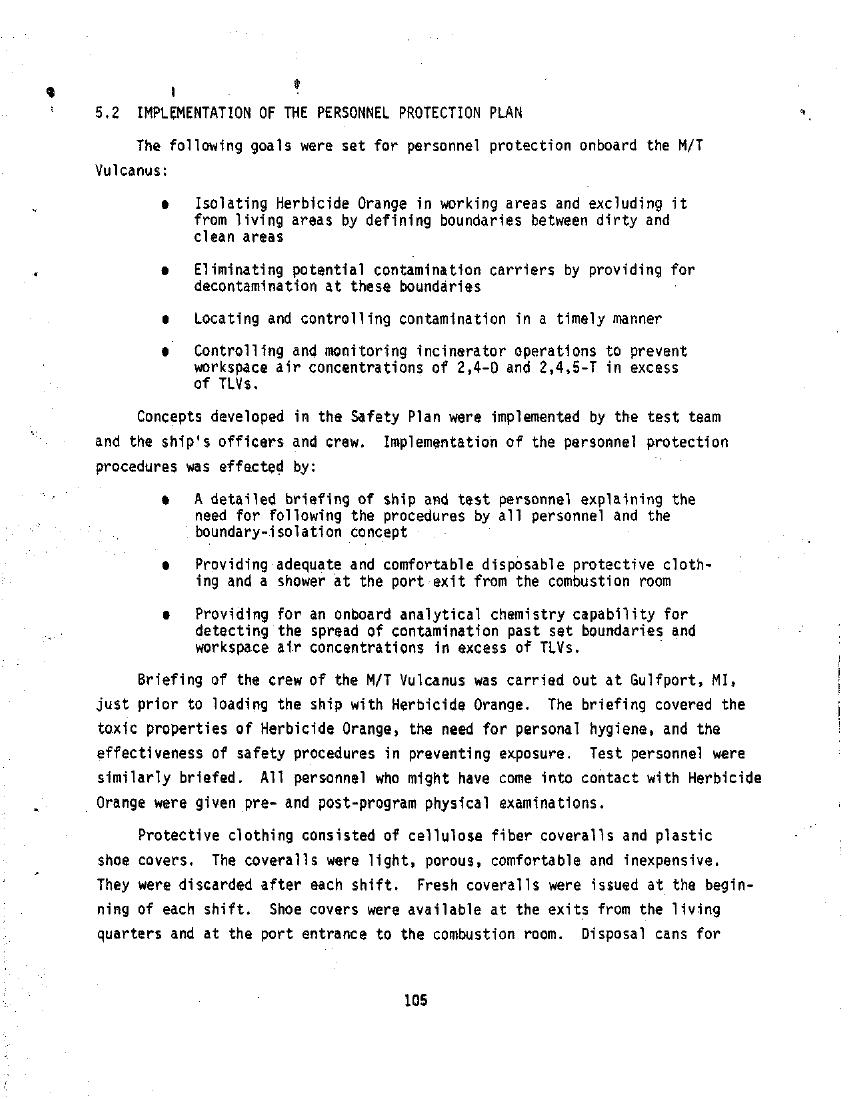 5.2 IMPLEMENTATION OF THE PERSONNEL PROTECTION PLAN
The following goals were set for personnel protection onboard the M/T
Vulcanus:
● Isolating Herbicide Orange in working areas and excluding it
from living areas by defining boundaries between dirty and
clean areas
● Eliminating potential contamination carriers by providing for
decontamination at these boundaries
● Locating and controlling contamination in a timely manner
● Controlling and monitoring incinerator operations to prevent
workspace air concentrations of 2,4-D and 2,4,5-T in excess
of TLVs.
Concepts developed in the Safety Plan were implemented by the test team
and the ship's officers and crew. Implementation of the personnel protection
procedures was effected by:
● A detailed briefing of ship and test personnel explaining the
need for following the procedures by all personnel and the
boundary-isolation concept
● Providing adequate and comfortable disposable protective cloth-
ing and a shower at the port exit from the combustion room
● Providing for an onboard analytical chemistry capability for
detecting the spread of contamination past set boundaries and
workspace air concentrations in excess of TLVs.
Briefing of the crew of the M/T Vulcanus was carried out at Gulfport, MI,
just prior to loading the ship with Herbicide Orange. The briefing covered the
toxic properties of Herbicide Orange, the need for personal hygiene, and the
effectiveness of safety procedures in preventing exposure. Test personnel were
similarly briefed. All personnel who might have come into contact with Herbicide
Orange were given pre- and post-program physical examinations.
Protective clothing consisted of cellulose fiber coveralls and plastic
shoe covers. The coveralls were light, porous, comfortable and inexpensive.
They were discarded after each shift. Fresh coveralls were issued at the begin-
ning of each shift. Shoe covers were available at the exits from the living
quarters and at the port entrance to the combustion room. Disposal cans for
105